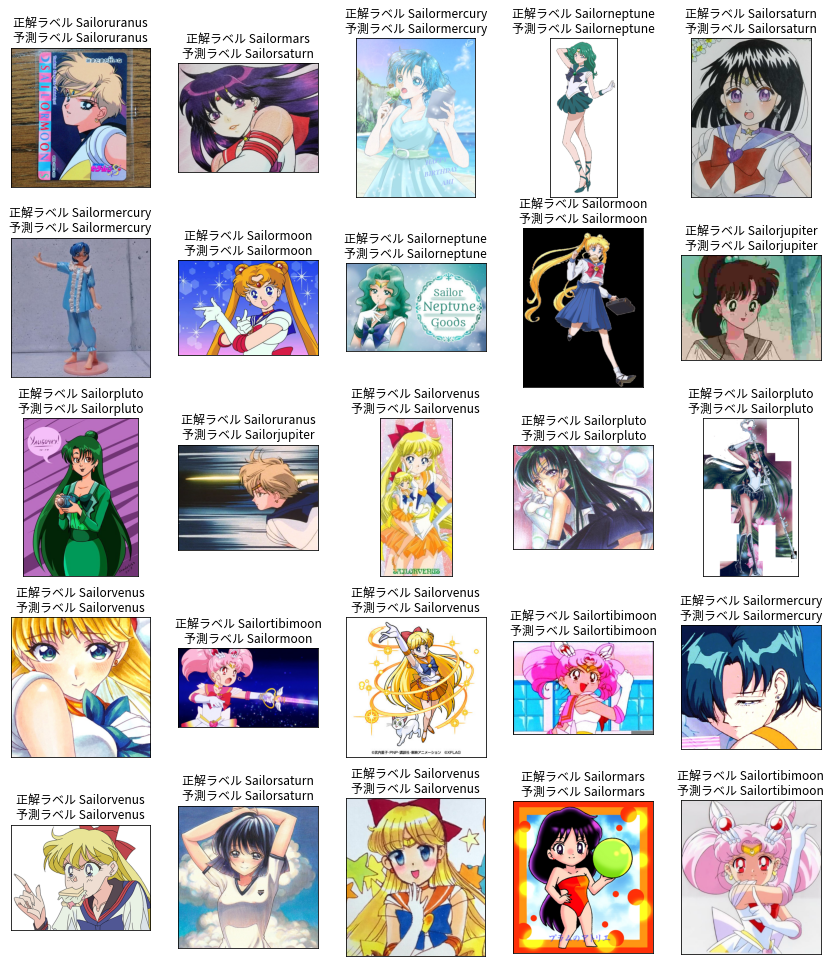 正解ラベル Sailoruranus
予測ラベル Sailoruranus
正解ラベル Sailormars
予測ラベル Sailorsaturn
正解ラベル Sailormercury
予測ラベル Sailormercury
正解ラベル Sailorneptune
予測ラベル Sailorneptune
正解ラベル Sailorsaturn
予測ラベル Sailorsaturn
正解ラベル Sailormercury
予測ラベル Sailormercury
正解ラベル Sailormoon
予測ラベル Sailormoon
正解ラベル Sailorneptune
予測ラベル Sailorneptune
Sailor
Neptune
Goods
正解ラベル Sailormoon
予測ラベル Sailormoon
正解ラベル Sailorjupiter
予測ラベル Sailorjupiter
正解ラベル Sailorpluto
予測ラベル Sailorpluto
正解ラベル Sailoruranus
予測ラベル Sailorjupiter
正解ラベル Sailorvenus
予測ラベル Sailorvenus
SAILORVENUS
正解ラベル Sailorpluto
予測ラベル Sailorpluto
正解ラベル Sailorpluto
予測ラベル Sailorpluto
正解ラベル Sailorvenus
予測ラベル Sailorvenus
正解ラベル Sailortibimoon
予測ラベル Sailormoon
正解ラベル Sailorvenus
予測ラベル Sailorvenus
正解ラベル Sailortibimoon
予測ラベル Sailortibimoon
正解ラベル Sailormercury
予測ラベル Sailormercury
正解ラベル Sailorvenus
予測ラベル Sailorvenus
正解ラベル Sailorsaturn
予測ラベル Sailorsaturn
正解ラベル Sailorvenus
予測ラベル Sailorvenus
正解ラベル Sailormars
予測ラベル Sailormars
正解ラベル Sailortibimoon
予測ラベル Sailortibimoon